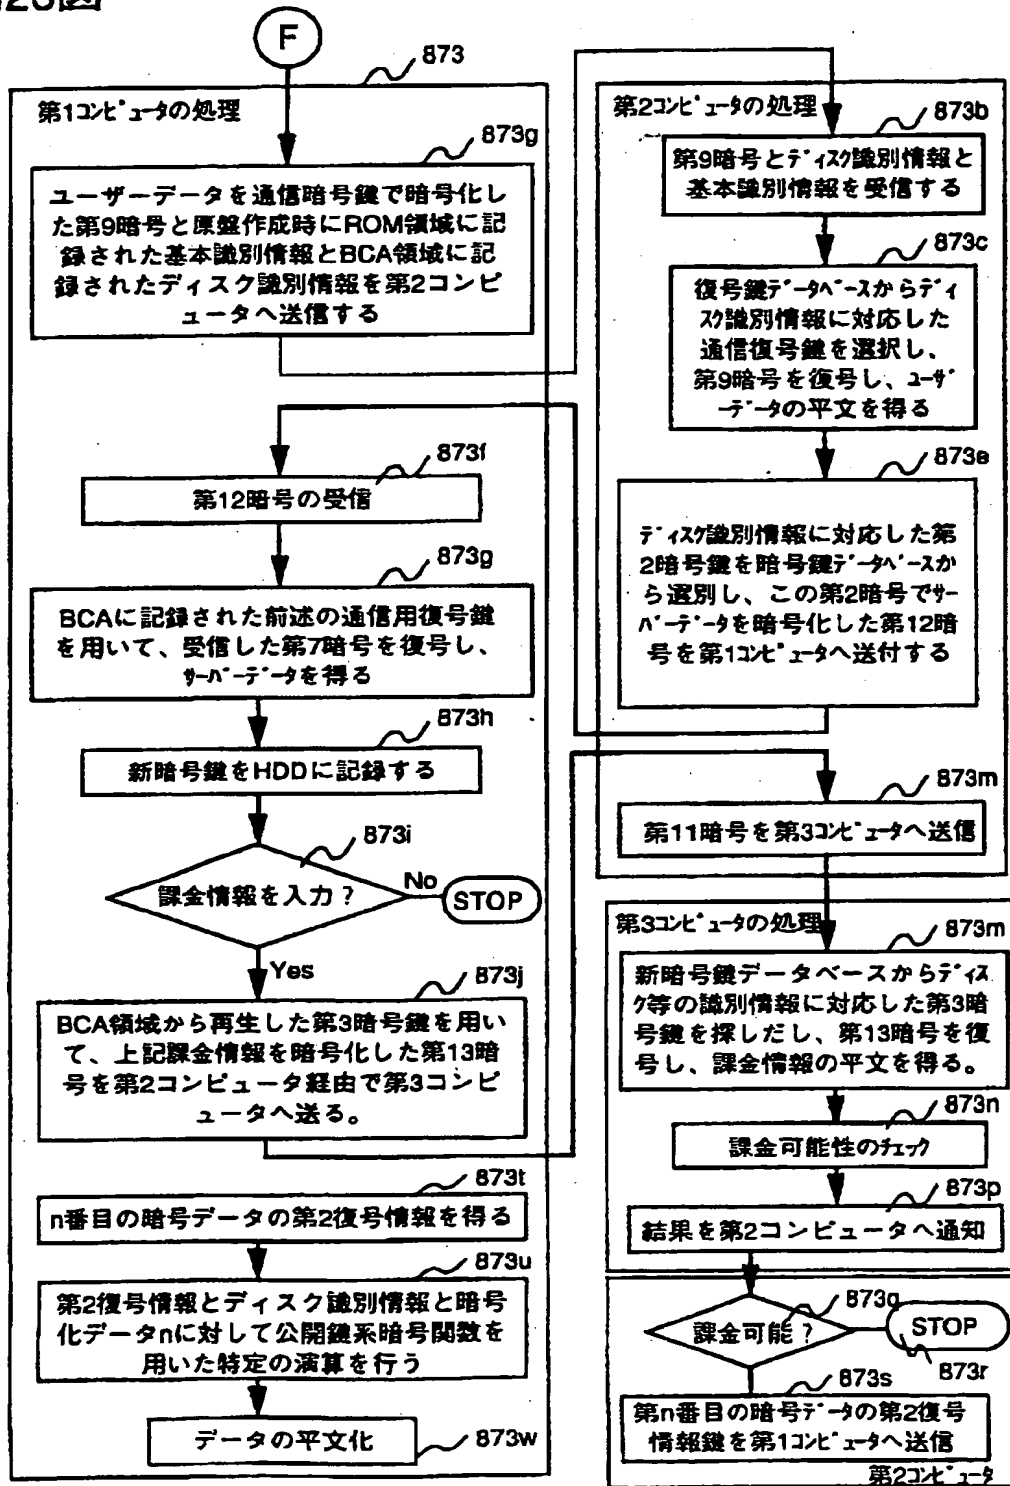 第23図
F
873
第1コンピュータの処理
873g
ユーザーデータを通信暗号鍵で暗号化し
た第9暗号と原盤作成時にROM領域に記
録された基本識別情報とBCA領域に記
録されたディスク識別情報を第2コンピ
ュータへ送信する
873f
第12暗号の受信
873g
BCAに記録された前述の通信用復号鍵
を用いて、受信した第7暗号を復号し、
サーバーデータを得る
873h
新暗号鍵をHDDに記録する
873i
課金情報を入力?
No
STOP
Yes
873j
BCA領域から再生した第3暗号鍵を用い
て、上記課金情報を暗号化した第13暗
号を第2コンピュータ経由で第3コンピ
ュータへ送る。
873t
n番目の暗号データの第2復号情報を得る
873u
第2復号情報とディスク識別情報と暗号
化データnに対して公開鍵系暗号関数を
用いた特定の演算を行う
データの平文化
873w
第2コンピュータの処理
873b
第9暗号とディスク識別情報と
基本識別情報を受信する
873c
復号鍵データベースからディ
スク識別情報に対応した
通信復号鍵を選択し、
第9暗号を復号し、ユーザ
ーデータの平文を得る
873e
ディスク識別情報に対応した第
2暗号鍵を暗号鍵データベースか
ら選別し、この第2暗号でサー
バーデータを暗号化した第12暗
号を第1コンピュータへ送付する
873m
第11暗号を第3コンピュータへ送信
第3コンピュータの処理
873m
新暗号鍵データベースからディス
ク等の識別情報に対応した第3暗
号鍵を探しだし、第13暗号を復
号し、課金情報の平文を得る。
873n
課金可能性のチェック
873p
結果を第2コンピュータへ通知
873q
課金可能?
STOP
873r
873s
第n番目の暗号データの第2復号
情報鍵を第1コンピュータへ送信
第2コンピュータ